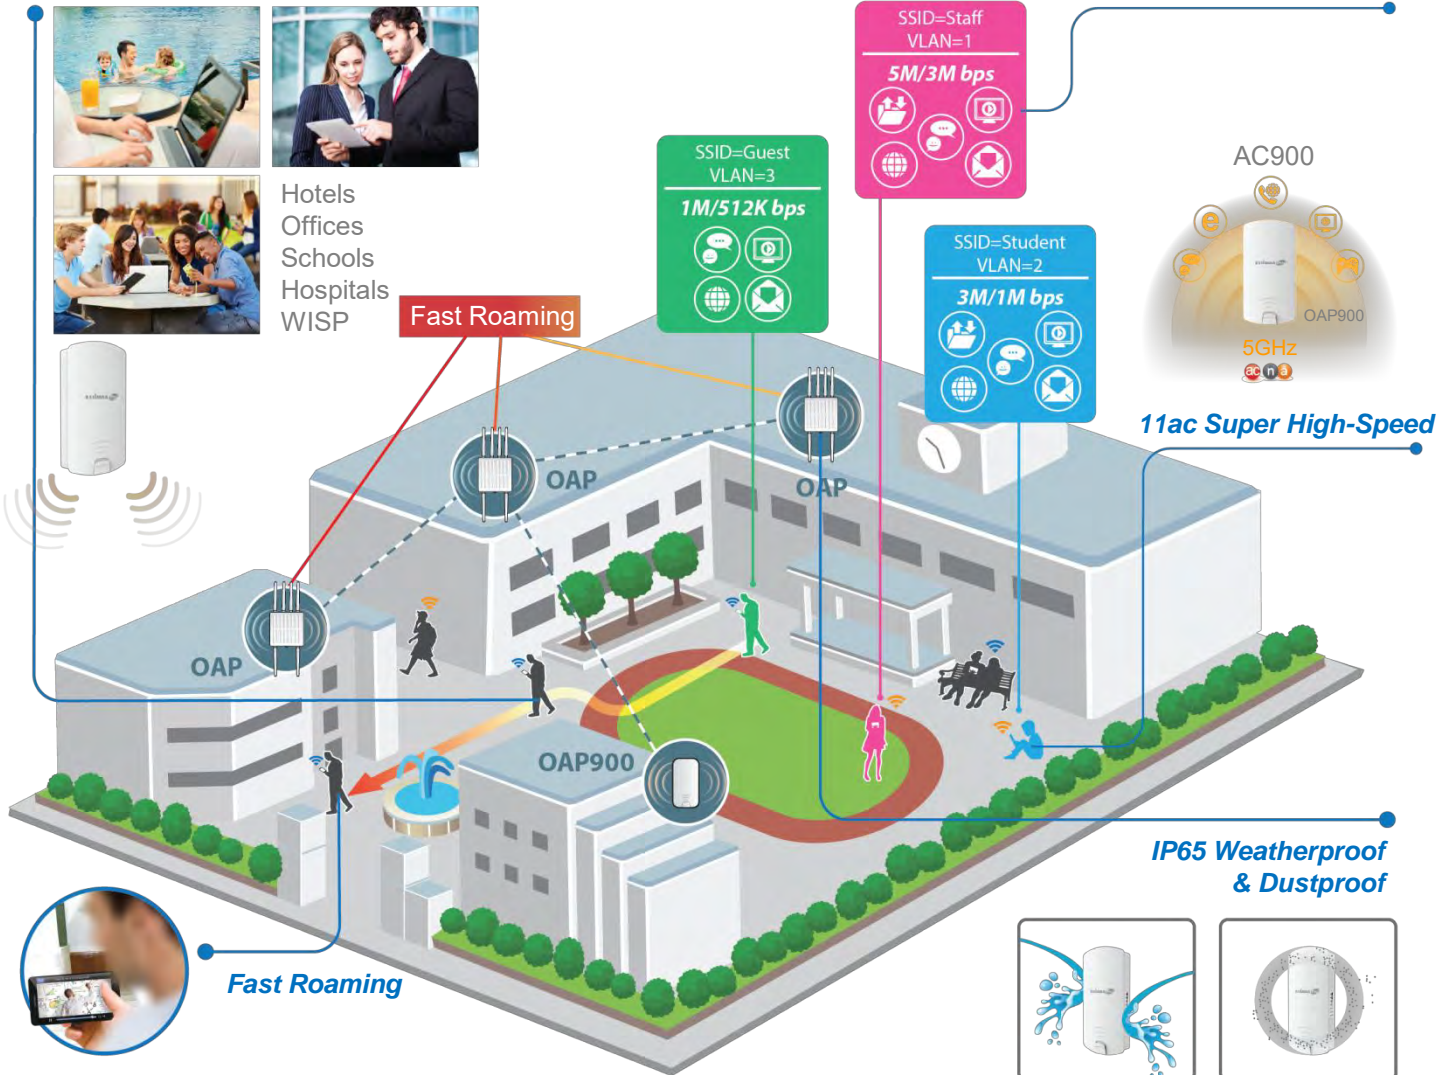 SSID=Staff
VLAN=1
5M/3M bps
SSID=Guest
VLAN=3
1M/512K bps
SSID=Student
VLAN=2
3M/1M bps
AC900
OAP900
5GHz
ac n a
11ac Super High-Speed
Hotels
Offices
Schools
Hospitals
WISP
Fast Roaming
OAP
OAP
OAP
OAP900
IP65 Weatherproof
& Dustproof
Fast Roaming